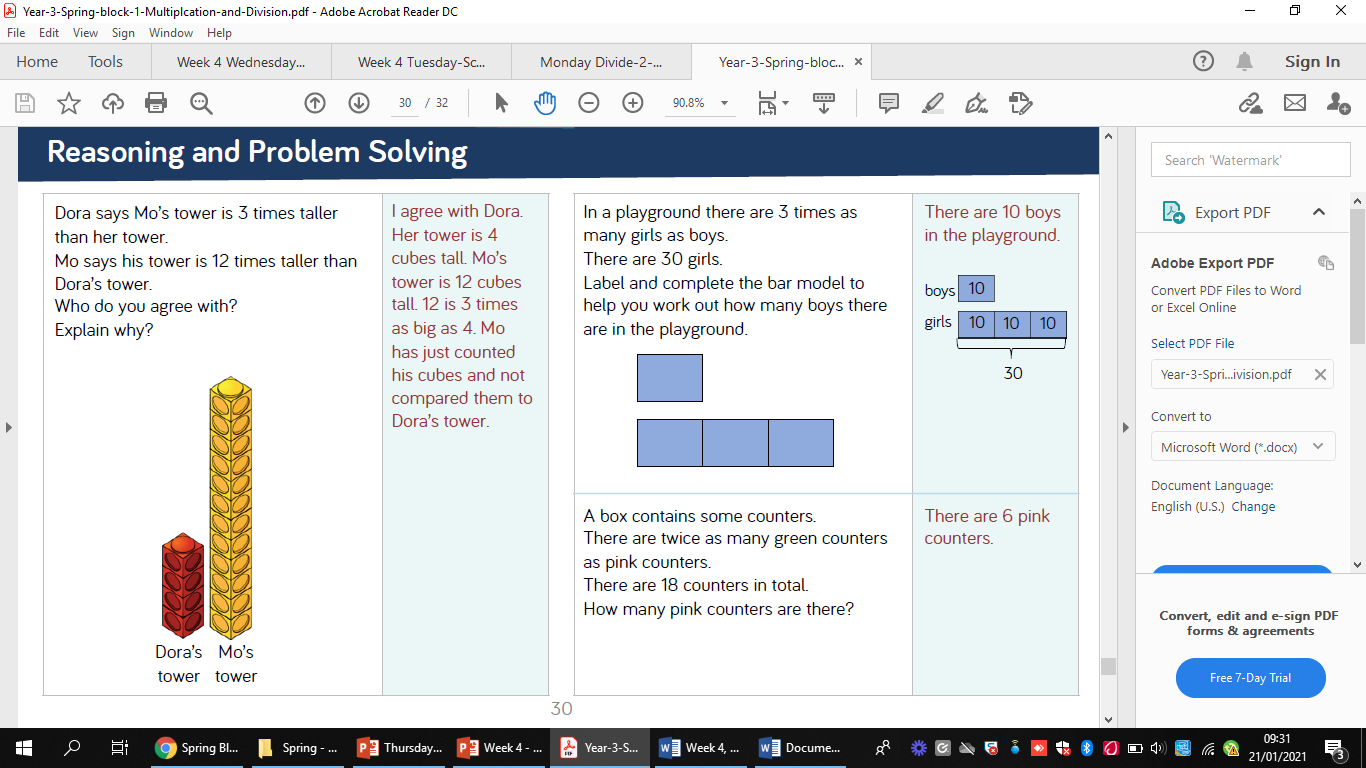 Year-3-Spring-block-1-Multiplcation-and-Division.pdf - Adobe Acrobat Reader DC
File Edit View Sign Window Help
Home Tools Week 4 Wednesday... Week 4 Tuesday-Sc... Monday Divide-2-... Year-3-Spring-bloc... Sign In
30 / 32 90.8%
Reasoning and Problem Solving
Dora says Mo's tower is 3 times taller
than her tower.
Mo says his tower is 12 times taller than
Dora's tower.
Who do you agree with?
Explain why?
Dora's Mo's
tower tower
I agree with Dora.
Her tower is 4
cubes tall. Mo's
tower is 12 cubes
tall. 12 is 3 times
as big as 4. Mo
has just counted
his cubes and not
compared them to
Dora's tower.
In a playground there are 3 times as
many girls as boys.
There are 30 girls.
Label and complete the bar model to
help you work out how many boys there
are in the playground.
There are 10 boys
in the playground.
boys 10
girls 10 10 10
30
A box contains some counters.
There are twice as many green counters
as pink counters.
There are 18 counters in total.
How many pink counters are there?
There are 6 pink
counters.
30
Search 'Watermark'
Export PDF
Adobe Export PDF
Convert PDF Files to Word
or Excel Online
Select PDF File
Year-3-Spri...ivision.pdf
Convert to
Microsoft Word (*.docx)
Document Language:
English (U.S.) Change
Convert, edit and e-sign PDF
forms & agreements
Free 7-Day Trial
Spring Bl... Spring - ... Thursday... Week 4 - ... Year-3-S... Week 4, ... Docume...
09:31
21/01/2021
3